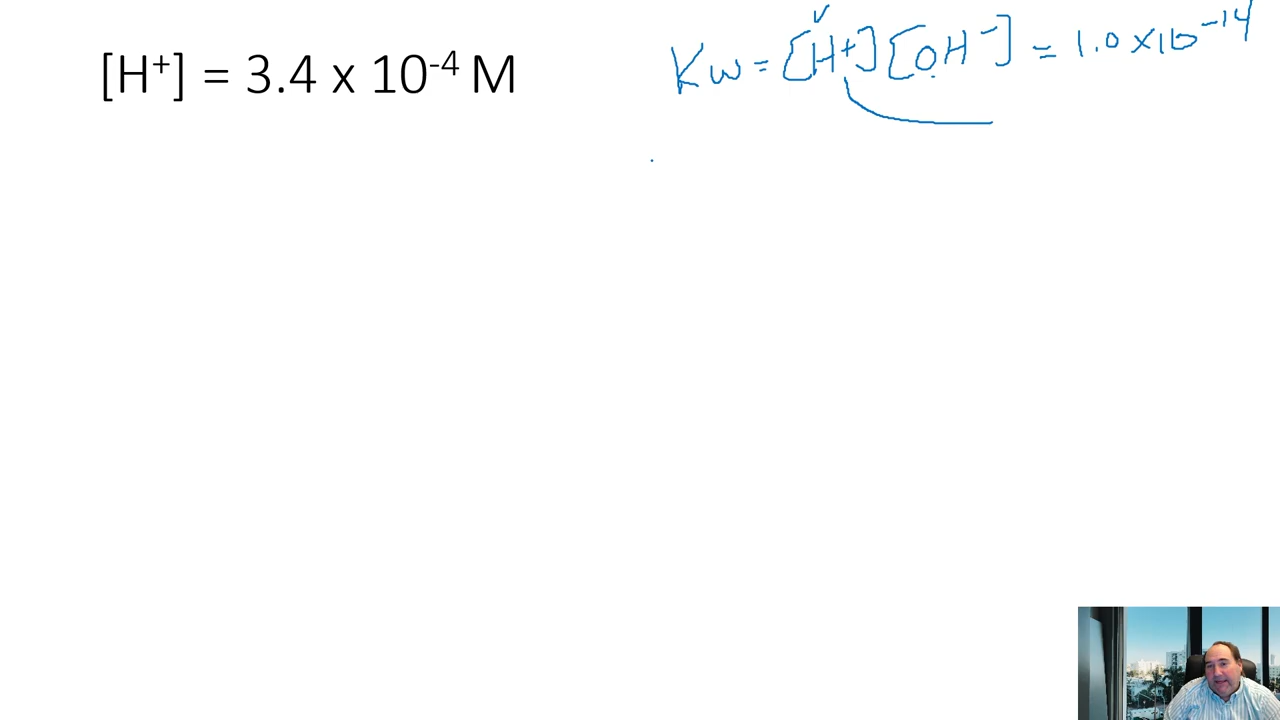 [H⁺] = 3.4 x 10⁻⁴ M
Kw = [H+] [OH⁻] = 1.0 x 10⁻¹⁴